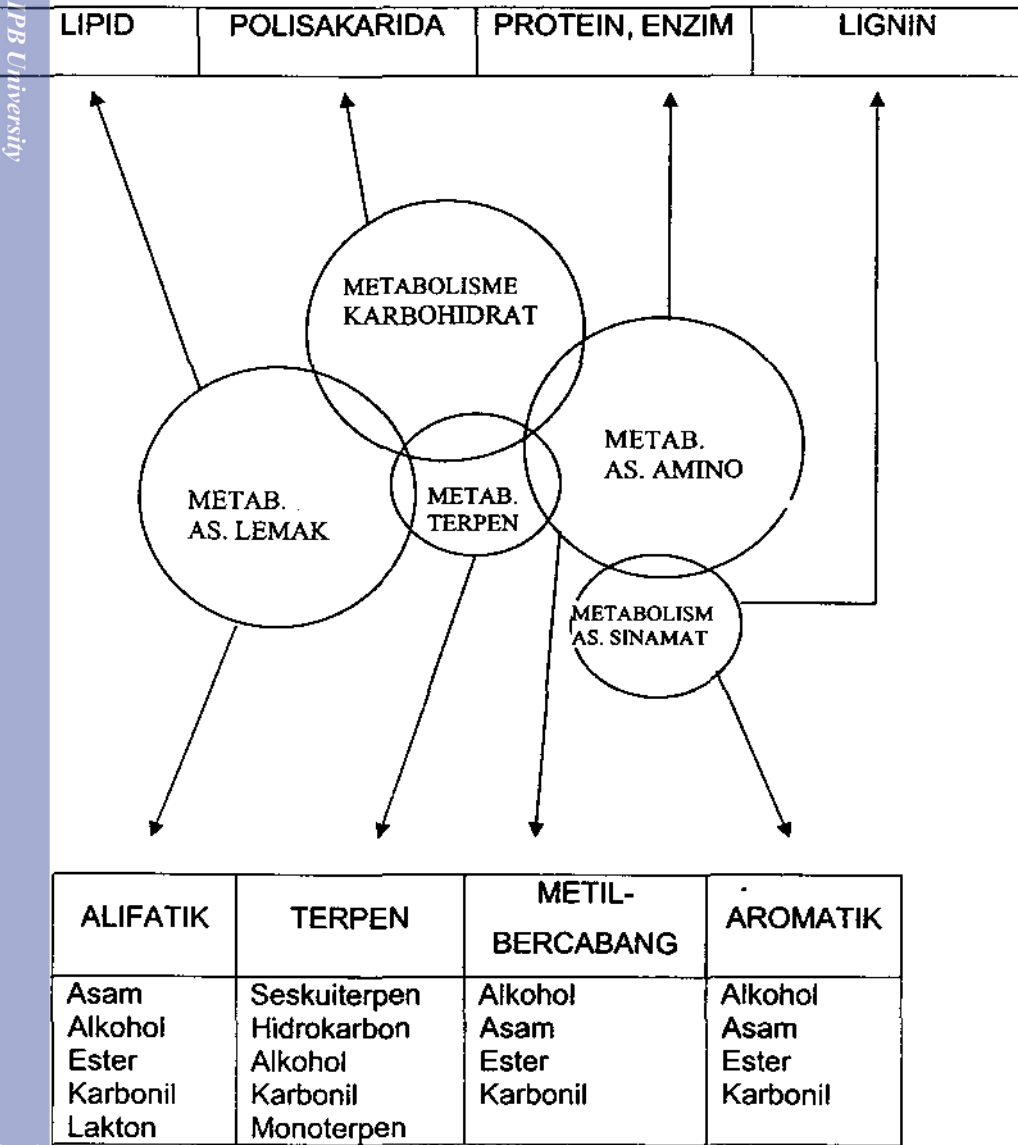 IPB University
LIPID POLISAKARIDA PROTEIN, ENZIM LIGNIN
METABOLISME
KARBOHIDRAT
METAB.
AS. AMINO
METAB.
AS. LEMAK
METAB.
TERPEN
METABOLISM
AS. SINAMAT
ALIFATIK TERPEN METIL-
BERCABANG AROMATIK
Asam Seskuiterpen Alkohol Alkohol
Alkohol Hidrokarbon Asam Asam
Ester Alkohol Ester Ester
Karbonil Karbonil Karbonil Karbonil
Lakton Monoterpen